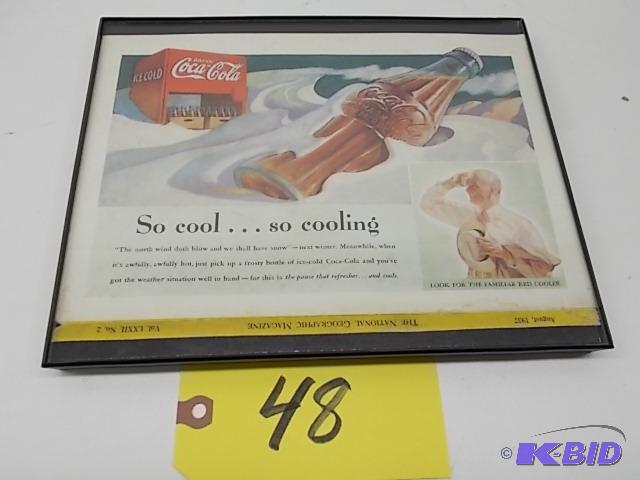 DRINK
Coca-Cola
ICE COLD
Coca-Cola
So cool . . . so cooling
"The north wind doth blow and we shall have snow"—next winter. Meanwhile, when
it's awfully, awfully hot, just pick up a frosty bottle of ice-cold Coca-Cola and you've
got the weather situation well in hand—for this is the pause that refreshes...and cools.
LOOK FOR THE FAMILIAR RED COOLER
Vol. LXXII, No. 2 THE NATIONAL GEOGRAPHIC MAGAZINE August, 1937
48
© K-BID